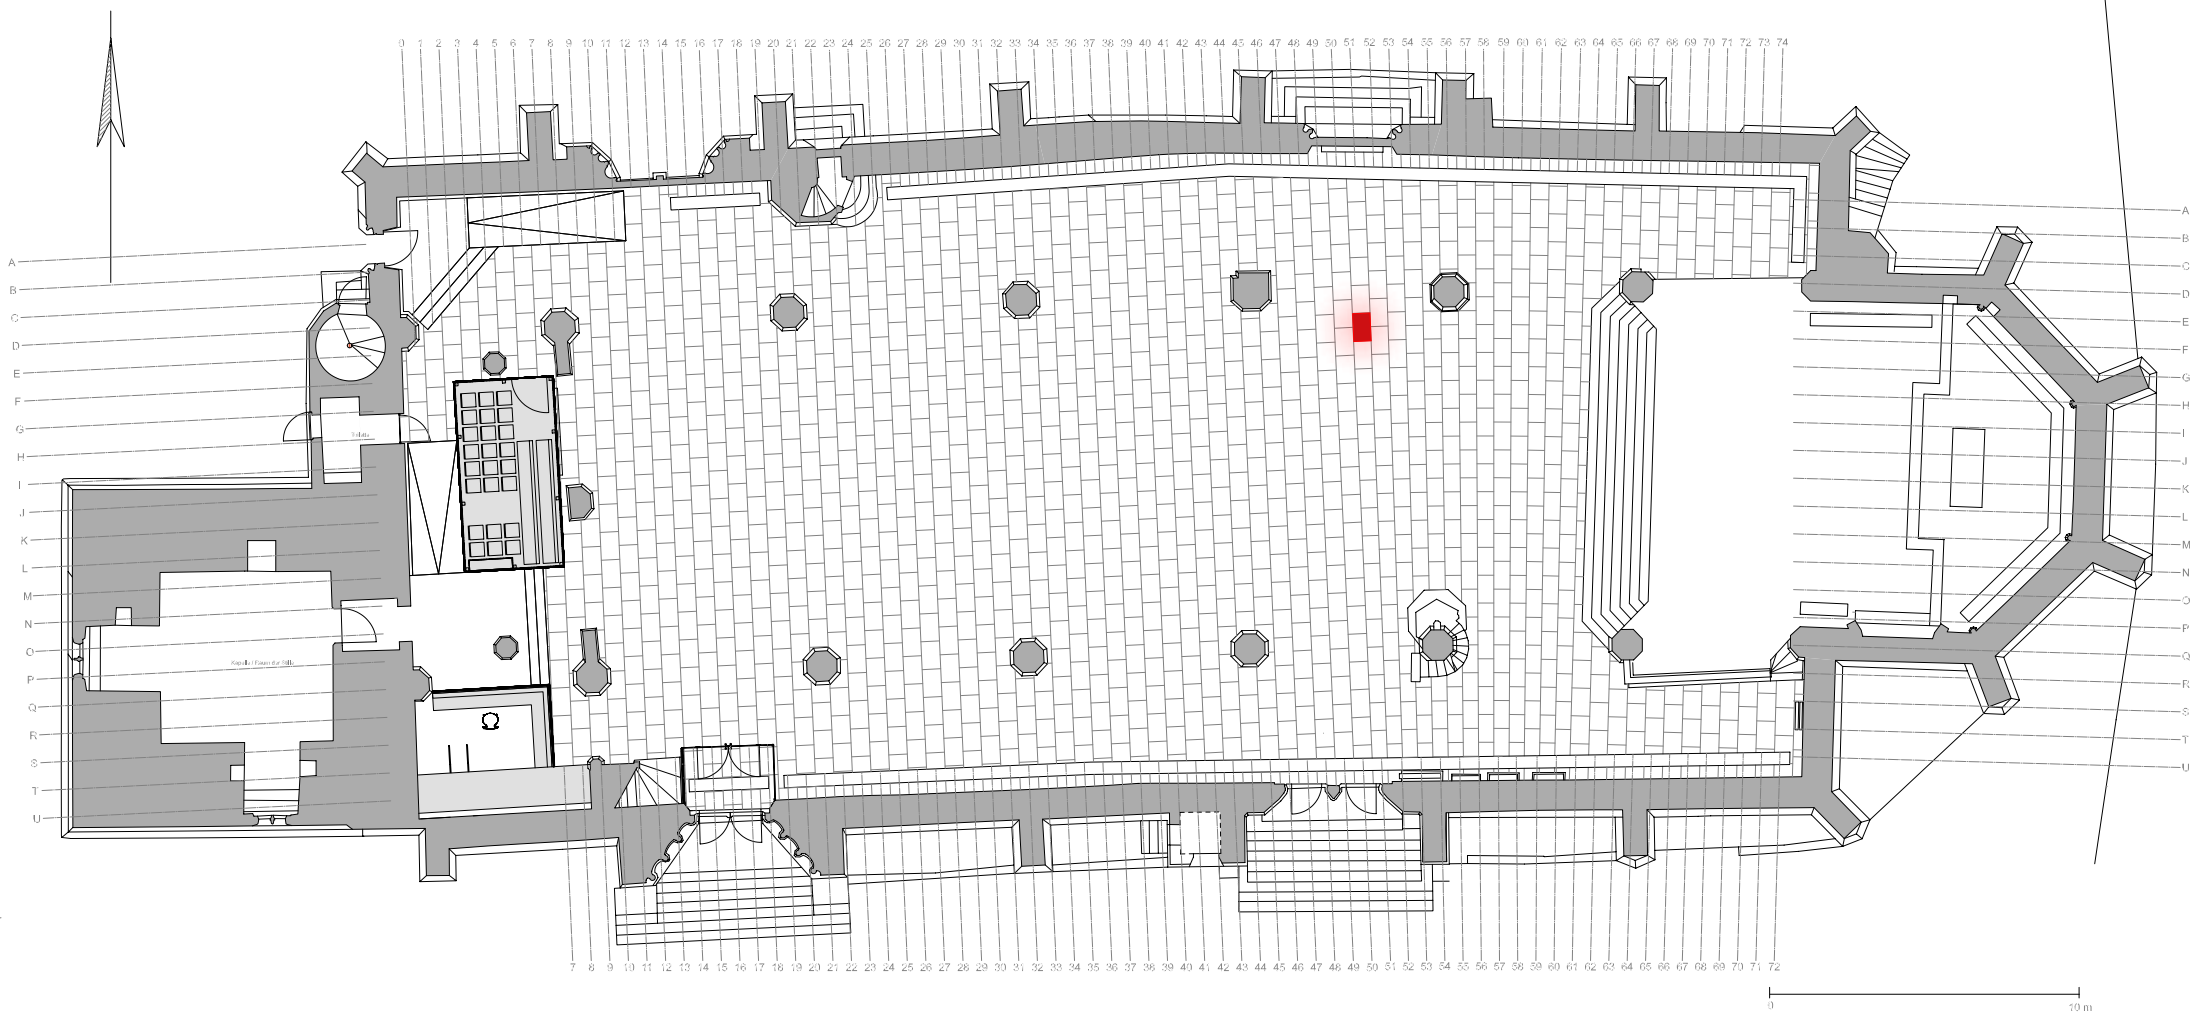 0 1 2 3 4 5 6 7 8 9 10 11 12 13 14 15 16 17 18 19 20 21 22 23 24 25 26 27 28 29 30 31 32 33 34 35 36 37 38 39 40 41 42 43 44 45 46 47 48 49 50 51 52 53 54 55 56 57 58 59 60 61 62 63 64 65 66 67 68 69 70 71 72 73 74
A
B
C
D
E
F
G
H
I
J
K
L
M
N
O
P
Q
R
S
T
U
Kapelle / Raum der Stille
A
B
C
D
E
F
G
H
I
J
K
L
M
N
O
P
Q
R
S
T
U
7 8 9 10 11 12 13 14 15 16 17 18 19 20 21 22 23 24 25 26 27 28 29 30 31 32 33 34 35 36 37 38 39 40 41 42 43 44 45 46 47 48 49 50 51 52 53 54 55 56 57 58 59 60 61 62 63 64 65 66 67 68 69 70 71 72
0 10 m